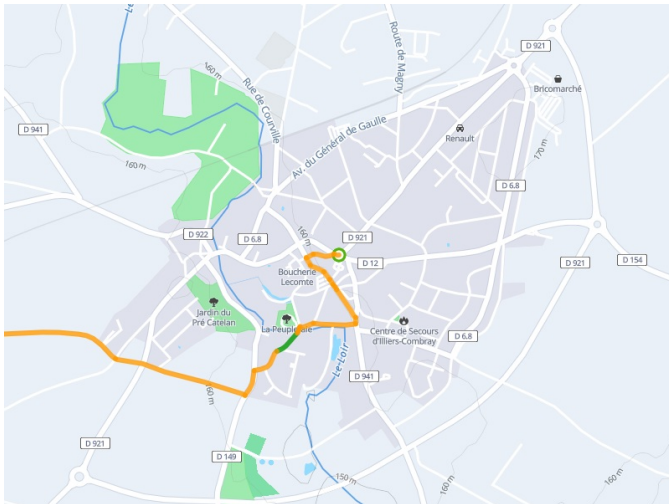 D 921
Bricomarché
160 m
Rue de Courville
Route de Magny
Av. du Général de Gaulle
Renault
D 941
160 m
170 m
D 6.8
D 922
D 6.8
160 m
D 921
D 12
D 921
D 154
Boucherie
Lecomte
Jardin du
Pré Catelan
Centre de Secours
d'Illiers-Combray
D 6.8
Le Loir
D 941
160 m
D 921
D 149
150 m
160 m